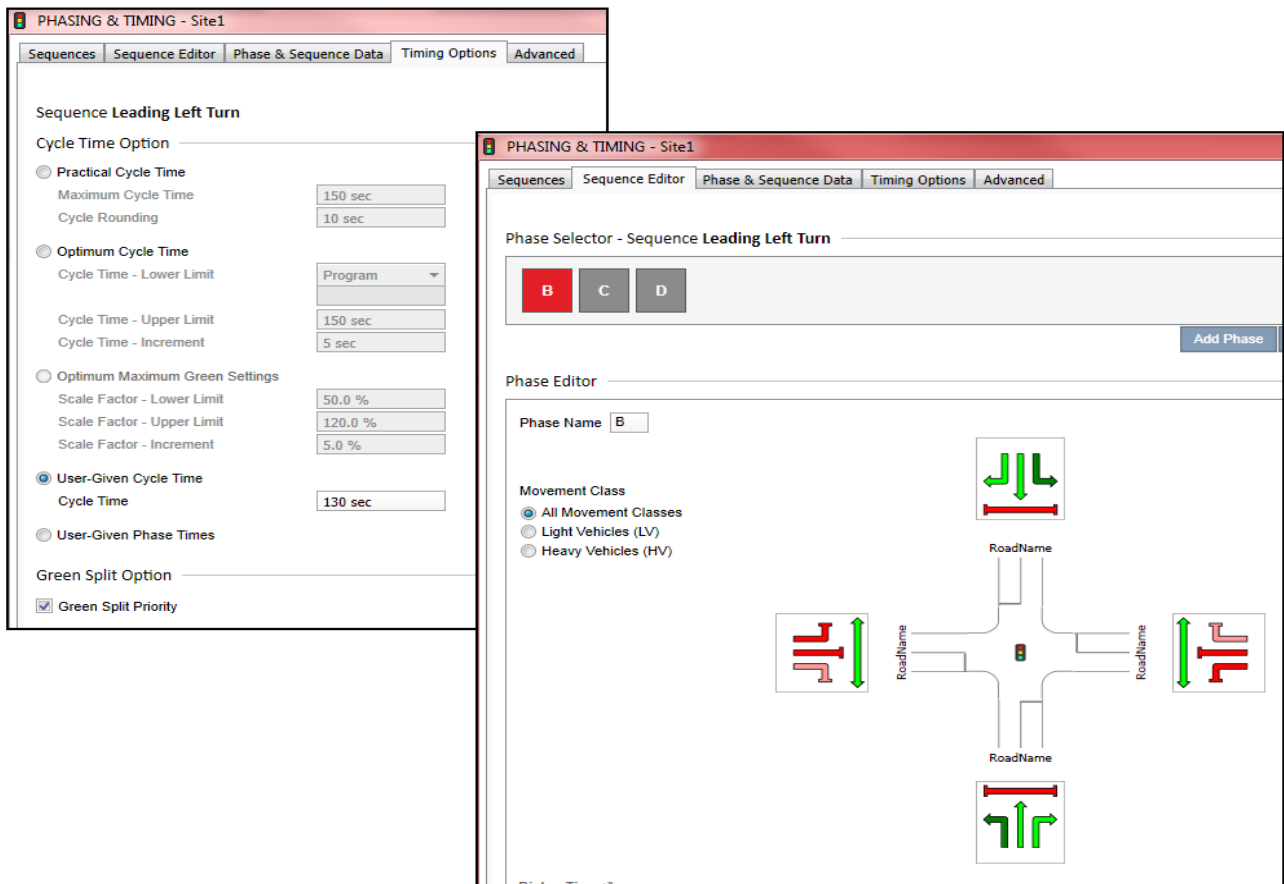 PHASING & TIMING - Site1
Sequences Sequence Editor Phase & Sequence Data Timing Options Advanced
Sequence Leading Left Turn
Cycle Time Option
Practical Cycle Time
Maximum Cycle Time 150 sec
Cycle Rounding 10 sec
Optimum Cycle Time
Cycle Time - Lower Limit Program
Cycle Time - Upper Limit 150 sec
Cycle Time - Increment 5 sec
Optimum Maximum Green Settings
Scale Factor - Lower Limit 50.0 %
Scale Factor - Upper Limit 120.0 %
Scale Factor - Increment 5.0 %
User-Given Cycle Time
Cycle Time 130 sec
User-Given Phase Times
Green Split Option
Green Split Priority
PHASING & TIMING - Site1
Sequences Sequence Editor Phase & Sequence Data Timing Options Advanced
Phase Selector - Sequence Leading Left Turn
B C D
Add Phase
Phase Editor
Phase Name B
Movement Class
All Movement Classes
Light Vehicles (LV)
Heavy Vehicles (HV)
RoadName
RoadName
RoadName
RoadName